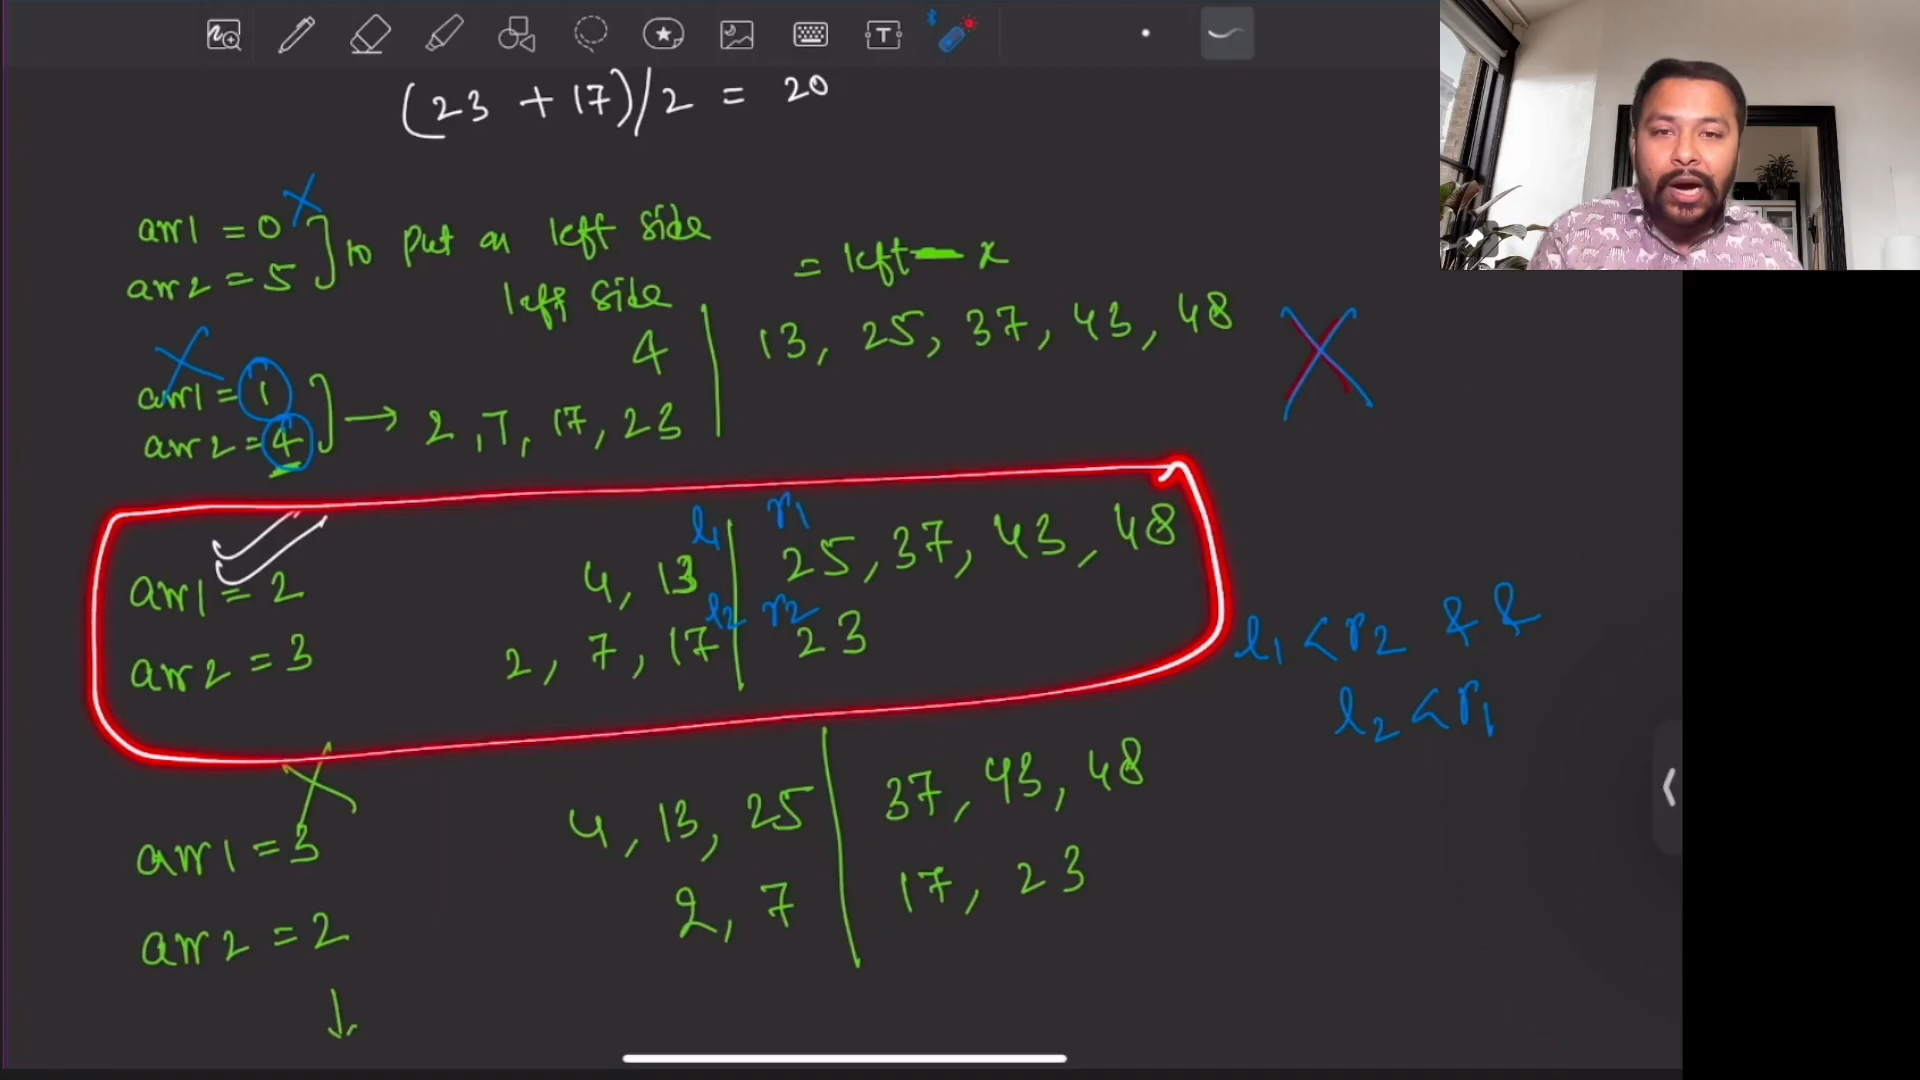 (23 + 17)/2 = 20
arr1 = 0
arr2 = 5
to put on left side
left side
= left - x
arr1 = 1
arr2 = 4
4 | 13, 25, 37, 43, 48
2, 7, 17, 23
l1 r1
arr1 = 2
4, 13 | 25, 37, 43, 48
l2 r2
arr2 = 3
2, 7, 17 | 23
l1 < r2 &&
l2 < r1
arr1 = 3
4, 13, 25 | 37, 43, 48
arr2 = 2
2, 7 | 17, 23